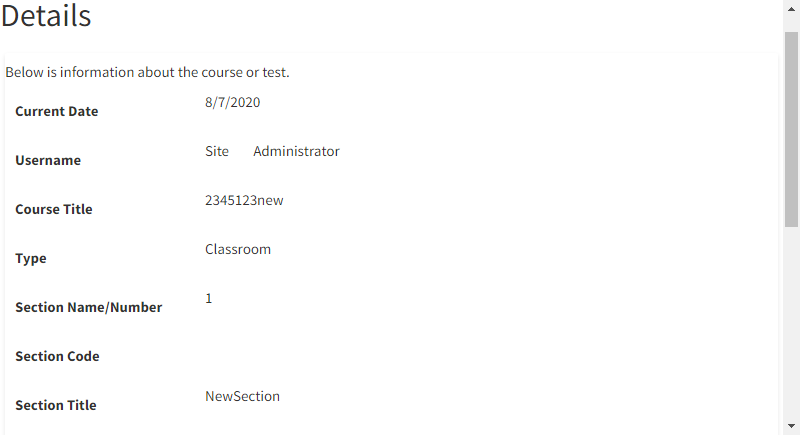 Details
Below is information about the course or test.
Current Date 8/7/2020
Username Site Administrator
Course Title 2345123new
Type Classroom
Section Name/Number 1
Section Code
Section Title NewSection